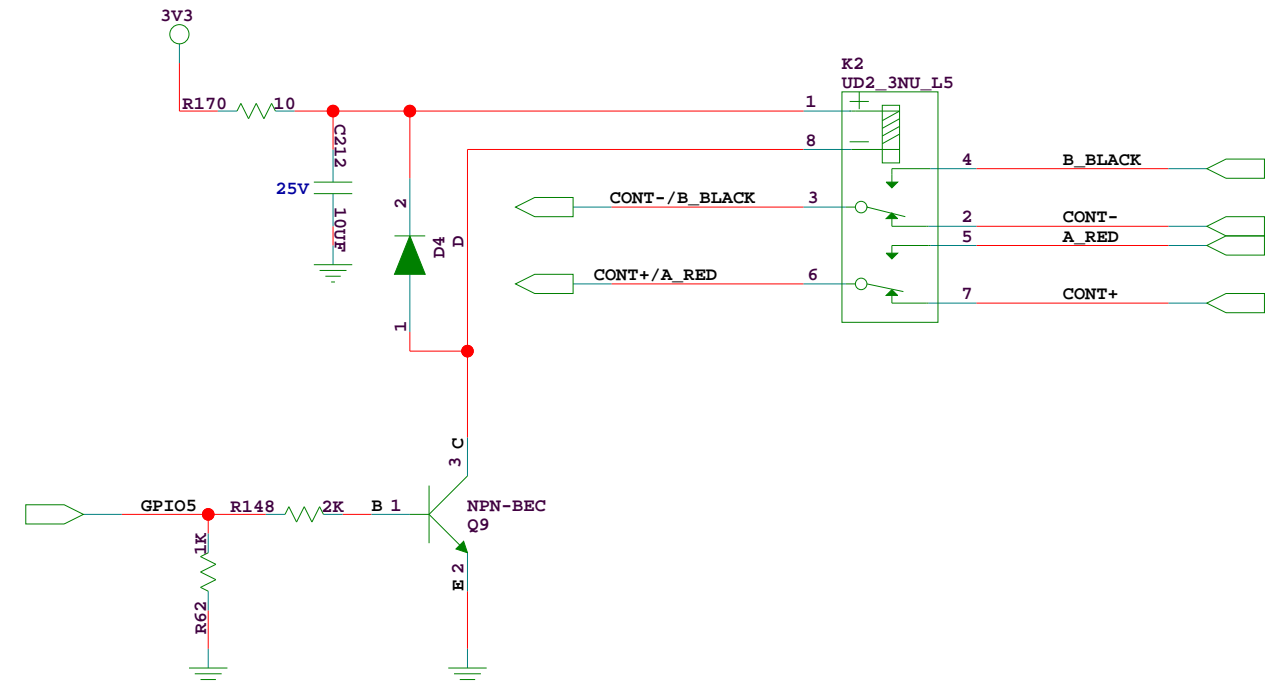 3V3
K2
UD2_3NU_L5
R170 10
1
C212
8
4 B_BLACK
25V
CONT-/B_BLACK 3
2
10UF
2 CONT-
D4
D
5 A_RED
CONT+/A_RED 6
7 CONT+
1
C
3
GPIO5 R148 2K B 1
NPN-BEC
Q9
1K
2
E
R62